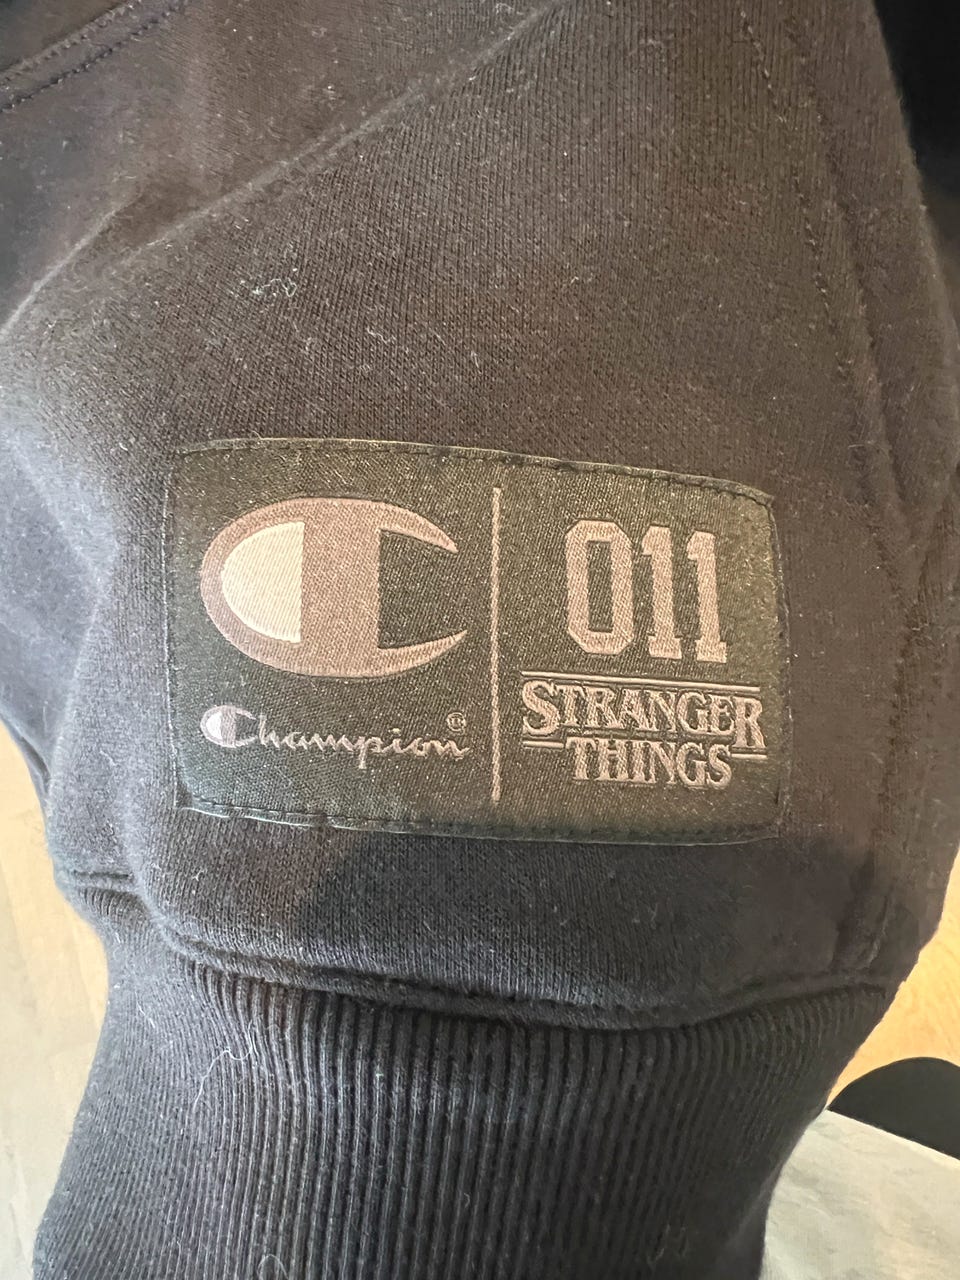 Champion®
011
STRANGER
THINGS